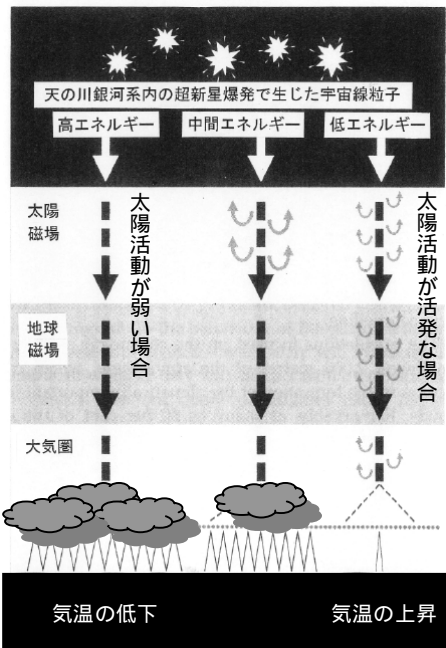 天の川銀河系内の超新星爆発で生じた宇宙線粒子
高エネルギー
中間エネルギー
低エネルギー
太陽
磁場
太陽活動が弱い場合
太陽活動が活発な場合
地球
磁場
大気圏
気温の低下
気温の上昇